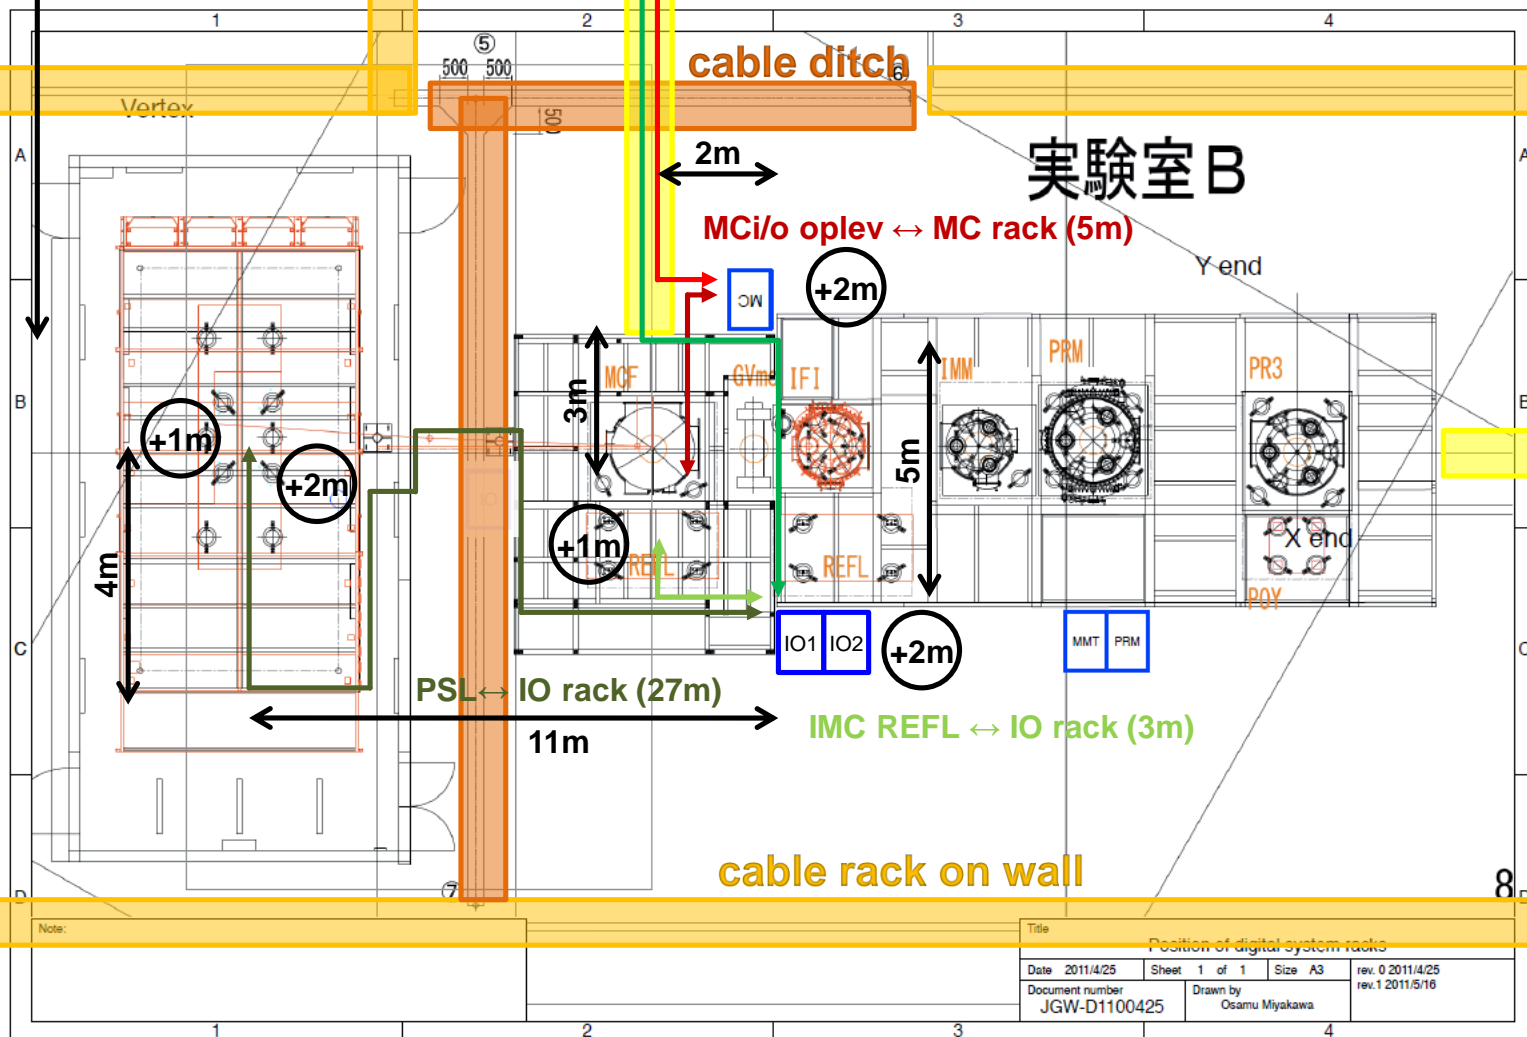 1 2 3 4
⑤
500 500
cable ditch
6
Vertex
500
A A
2m
実験室B
MCi/o oplev ↔ MC rack (5m)
Y end
+2m
MC
MCF
IFI
IMM
PRM
PR3
3m
B B
+1m
5m
+2m
+1m
X end
4m
REFL
REFL
POY
C C
IO1 IO2
+2m
MMT PRM
PSL↔ IO rack (27m)
11m
IMC REFL ↔ IO rack (3m)
cable rack on wall
⑦
8
D D
Note:
Title
Position of digital system racks
Date 2011/4/25 Sheet 1 of 1 Size A3 rev. 0 2011/4/25
rev.1 2011/5/16
Document number Drawn by
JGW-D1100425 Osamu Miyakawa
1 2 3 4